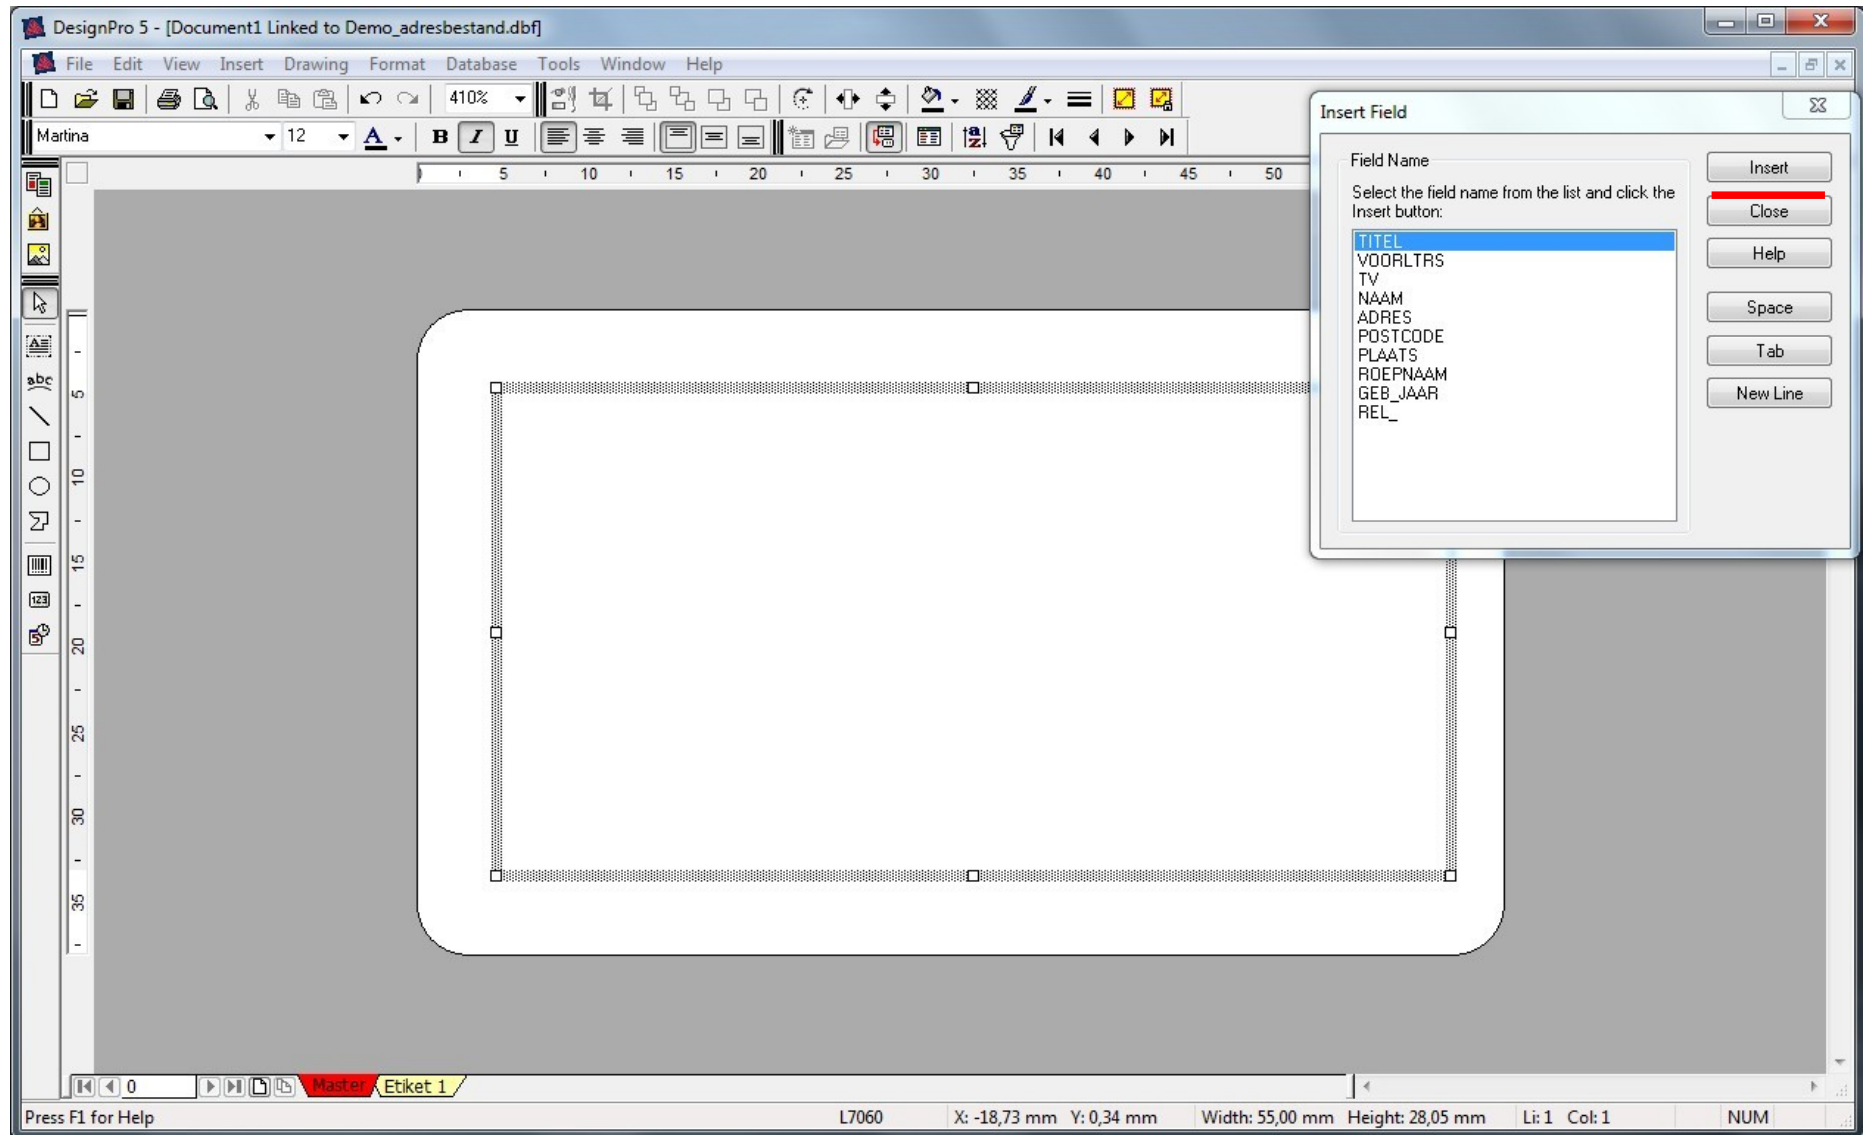 DesignPro 5 - [Document1 Linked to Demo_adresbestand.dbf]
File Edit View Insert Drawing Format Database Tools Window Help
410%
Martina 12 A B I U
5 10 15 20 25 30 35 40 45 50
Insert Field
Field Name
Select the field name from the list and click the
Insert button:
TITEL
VOORLTRS
TV
NAAM
ADRES
POSTCODE
PLAATS
ROEPNAAM
GEB_JAAR
REL_
Insert
Close
Help
Space
Tab
New Line
abc
123
5
10
15
20
25
30
35
0 Master Etiket 1
Press F1 for Help L7060 X: -18,73 mm Y: 0,34 mm Width: 55,00 mm Height: 28,05 mm Li: 1 Col: 1 NUM